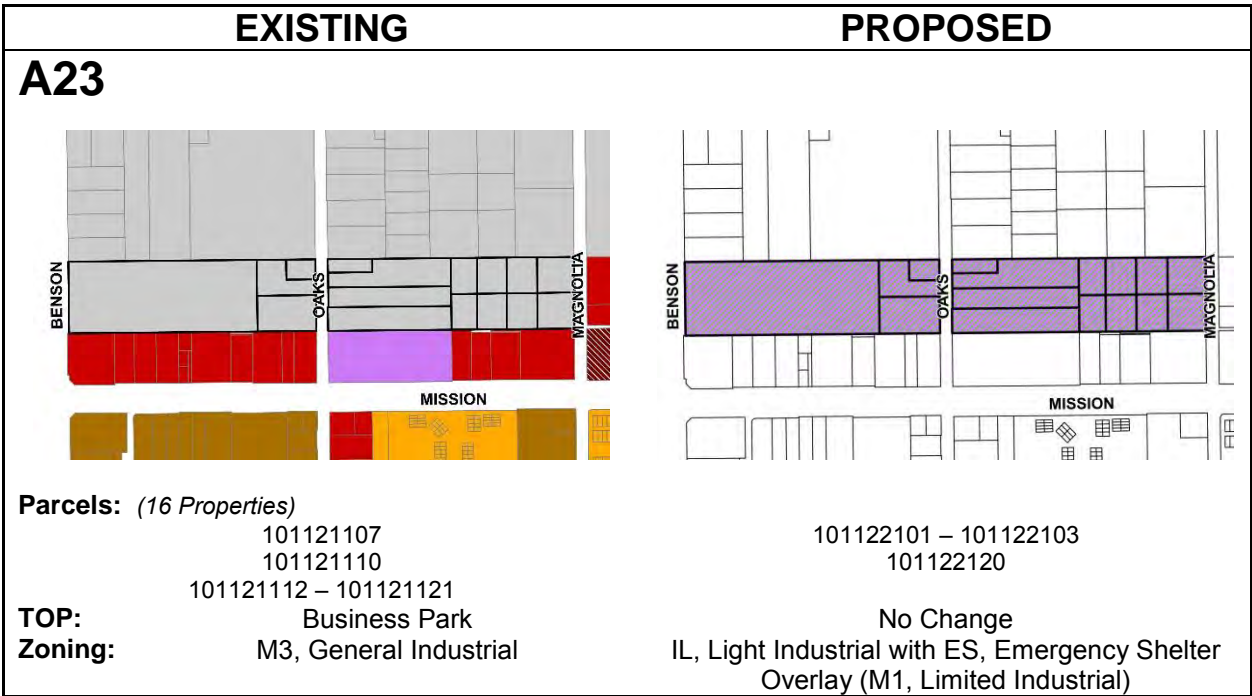 EXISTING PROPOSED
A23
BENSON OAKS MAGNOLIA MISSION
BENSON OAKS MAGNOLIA MISSION
Parcels: (16 Properties)
101121107 101122101 – 101122103
101121110 101122120
101121112 – 101121121
TOP: Business Park No Change
Zoning: M3, General Industrial IL, Light Industrial with ES, Emergency Shelter
Overlay (M1, Limited Industrial)